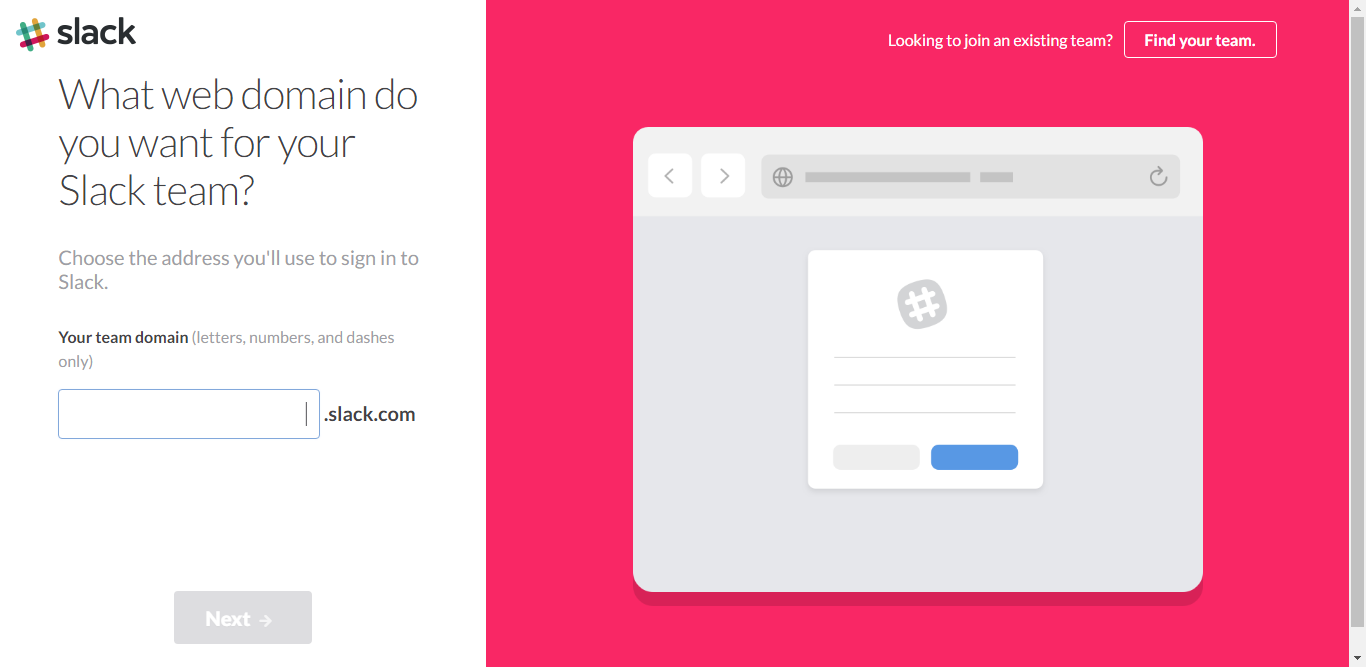 slack
What web domain do
you want for your
Slack team?
Choose the address you'll use to sign in to
Slack.
Your team domain (letters, numbers, and dashes
only)
.slack.com
Next →
Looking to join an existing team? Find your team.